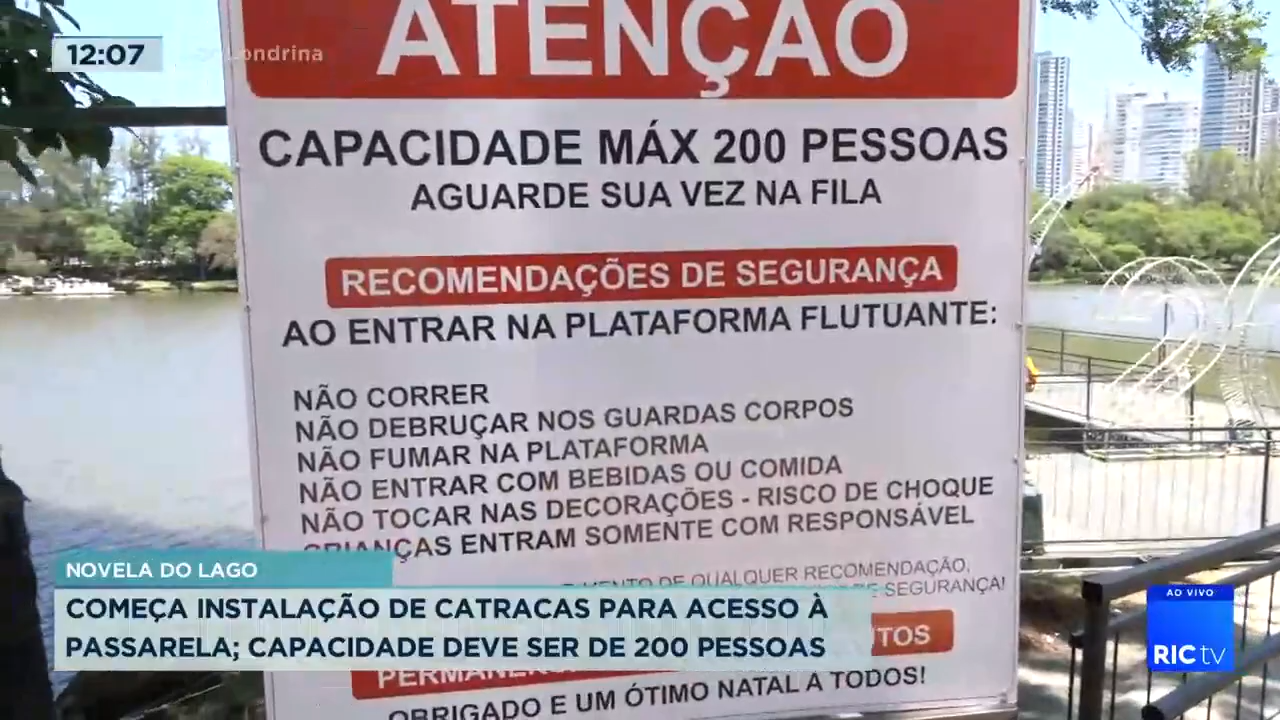 ATENÇÃO
12:07
Londrina
CAPACIDADE MÁX 200 PESSOAS
AGUARDE SUA VEZ NA FILA
RECOMENDAÇÕES DE SEGURANÇA
AO ENTRAR NA PLATAFORMA FLUTUANTE:
NÃO CORRER
NÃO DEBRUÇAR NOS GUARDAS CORPOS
NÃO FUMAR NA PLATAFORMA
NÃO ENTRAR COM BEBIDAS OU COMIDA
NÃO TOCAR NAS DECORAÇÕES - RISCO DE CHOQUE
CRIANÇAS ENTRAM SOMENTE COM RESPONSÁVEL
DE QUALQUER RECOMENDAÇÃO,
DE SEGURANÇA!
NOVELA DO LAGO
COMEÇA INSTALAÇÃO DE CATRACAS PARA ACESSO À
PASSARELA; CAPACIDADE DEVE SER DE 200 PESSOAS
OBRIGADO E UM ÓTIMO NATAL A TODOS!
AO VIVO
RIC tv